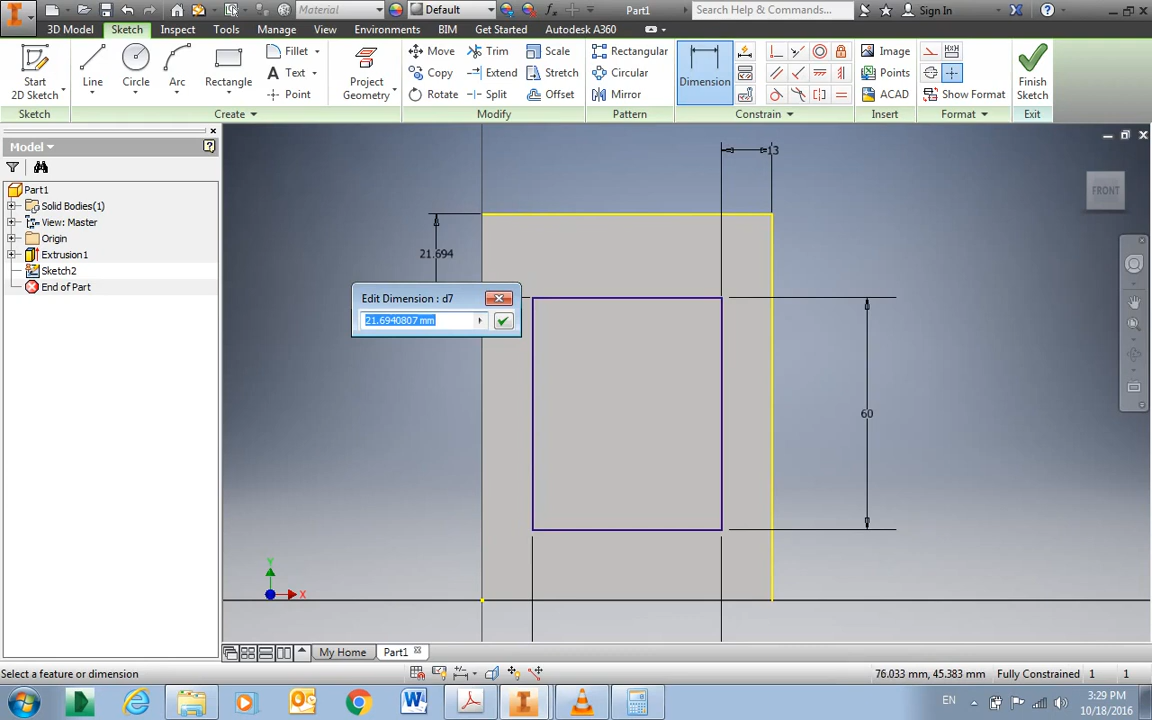 Material
Default
Part1
Search Help & Commands...
Sign In
3D Model
Sketch
Inspect
Tools
Manage
View
Environments
BIM
Get Started
Autodesk A360
Start
2D Sketch
Line
Circle
Arc
Rectangle
Fillet
Text
Point
Project
Geometry
Move
Copy
Rotate
Trim
Extend
Split
Scale
Stretch
Offset
Rectangular
Circular
Mirror
Dimension
Image
Points
ACAD
Show Format
Finish
Sketch
Sketch
Create
Modify
Pattern
Constrain
Insert
Format
Exit
Model
Part1
Solid Bodies(1)
View: Master
Origin
Extrusion1
Sketch2
End of Part
13
FRONT
21.694
Edit Dimension : d7
21.6940807 mm
60
Y
X
My Home
Part1
Select a feature or dimension
76.033 mm, 45.383 mm
Fully Constrained
1
1
EN
3:29 PM
10/18/2016